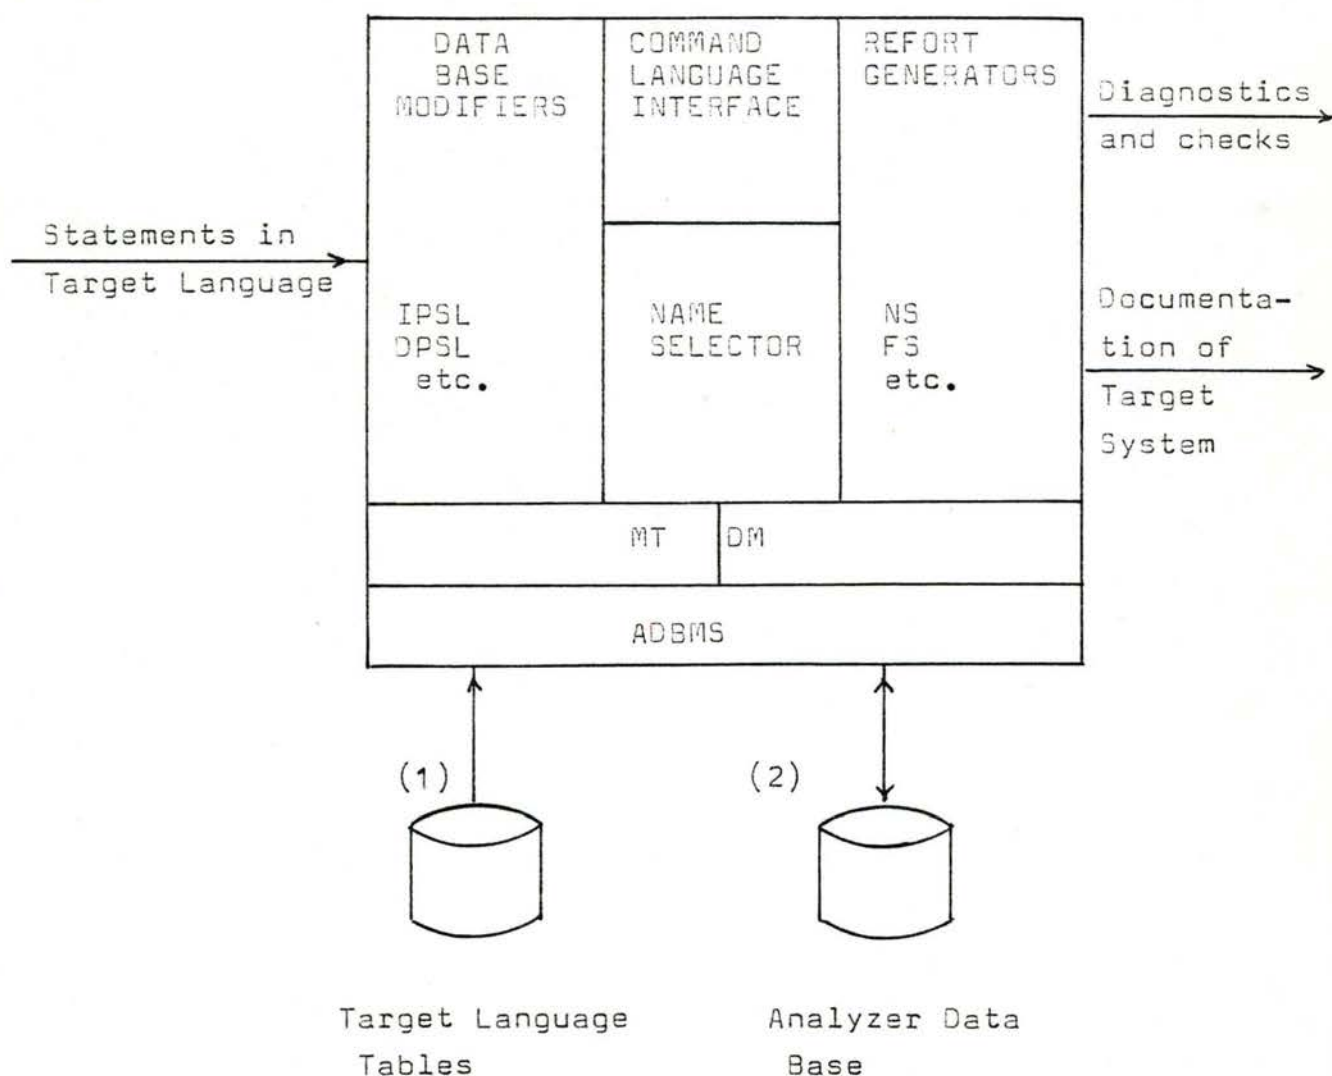 DATA
BASE
MODIFIERS
COMMAND
LANGUAGE
INTERFACE
REFORT
GENERATORS
Diagnostics
and checks
Statements in
Target Language
IPSL
DPSL
etc.
NAME
SELECTOR
NS
FS
etc.
Documenta-
tion of
Target
System
MT
DM
ADBMS
(1)
(2)
Target Language
Tables
Analyzer Data
Base